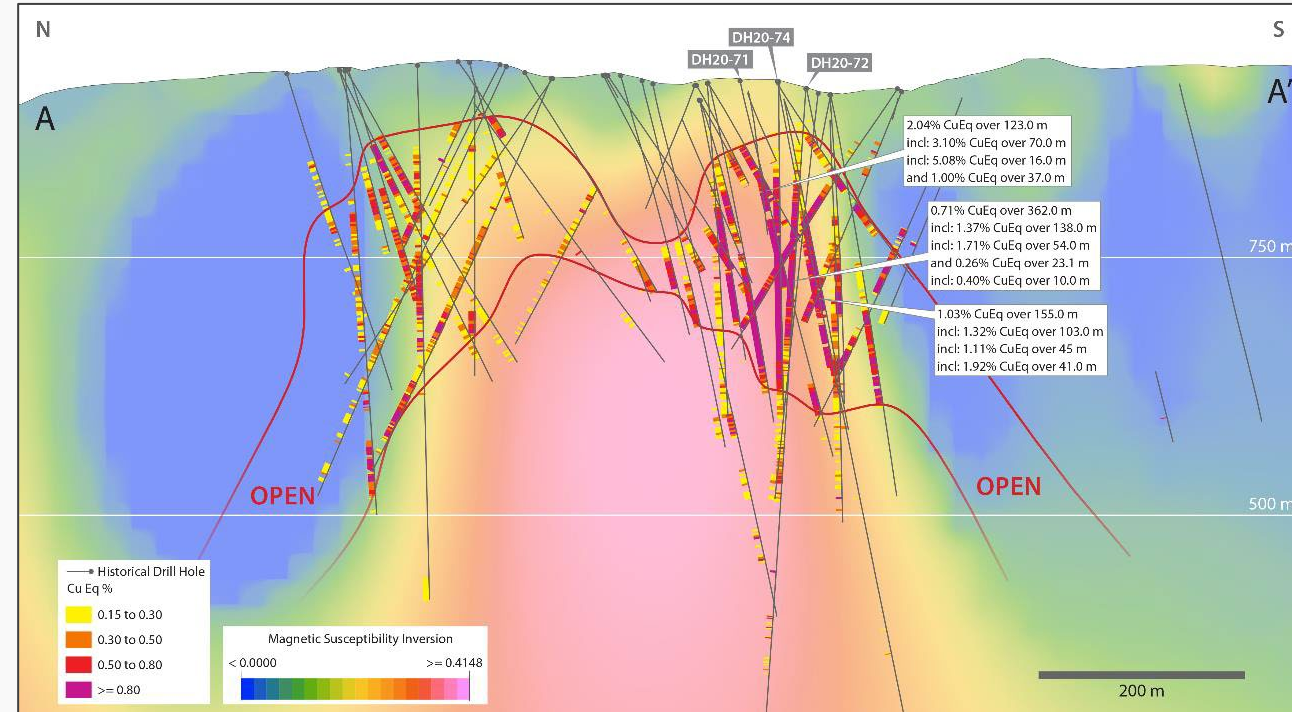 N
S
DH20-74
DH20-71
DH20-72
A
A'
2.04% CuEq over 123.0 m
incl: 3.10% CuEq over 70.0 m
incl: 5.08% CuEq over 16.0 m
and 1.00% CuEq over 37.0 m
0.71% CuEq over 362.0 m
incl: 1.37% CuEq over 138.0 m
incl: 1.71% CuEq over 54.0 m
and 0.26% CuEq over 23.1 m
incl: 0.40% CuEq over 10.0 m
750 m
1.03% CuEq over 155.0 m
incl: 1.32% CuEq over 103.0 m
incl: 1.11% CuEq over 45 m
incl: 1.92% CuEq over 41.0 m
OPEN
OPEN
500 m
Historical Drill Hole
Cu Eq %
0.15 to 0.30
0.30 to 0.50
0.50 to 0.80
>= 0.80
Magnetic Susceptibility Inversion
< 0.0000 >= 0.4148
200 m